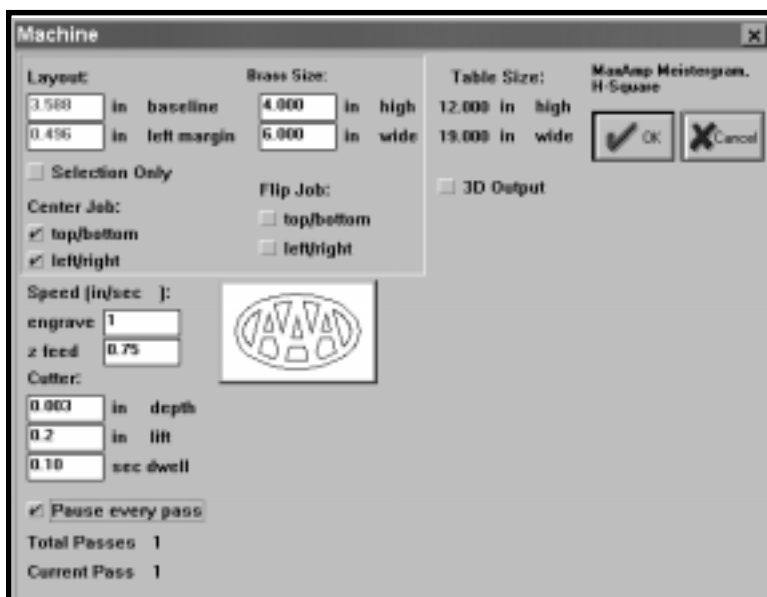 Machine
Layout:
3.588 in baseline
0.496 in left margin
Selection Only
Center Job:
top/bottom
left/right
Brass Size:
4.000 in high
6.000 in wide
Flip Job:
top/bottom
left/right
Table Size:
12.000 in high
19.000 in wide
3D Output
ManAmp Meistergram.
H-Square
OK
Cancel
Speed (in/sec ):
engrave 1
z feed 0.75
Cutter:
0.003 in depth
0.2 in lift
0.10 sec dwell
AAA
Pause every pass
Total Passes 1
Current Pass 1